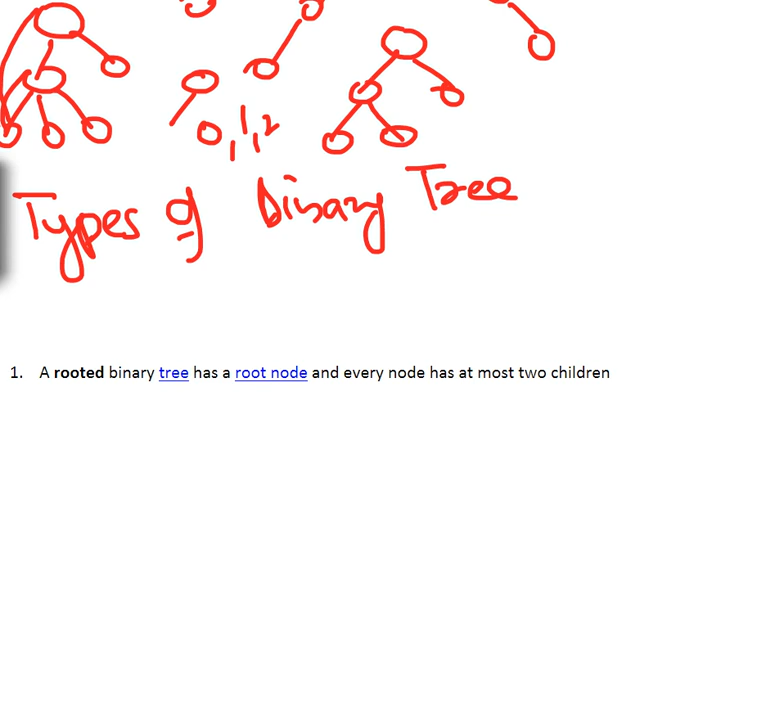 0,1,2
Types of Binary Tree
1. A rooted binary tree has a root node and every node has at most two children